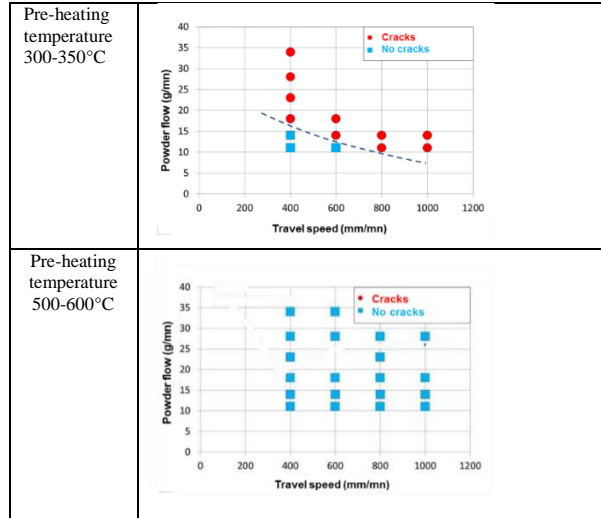 Pre-heating
temperature
300-350°C
40
35
30
25
20
15
10
5
0
Powder flow (g/mn)
Cracks
No cracks
0 200 400 600 800 1000 1200
Travel speed (mm/mn)
Pre-heating
temperature
500-600°C
40
35
30
25
20
15
10
5
0
Powder flow (g/mn)
Cracks
No cracks
0 200 400 600 800 1000 1200
Travel speed (mm/mn)